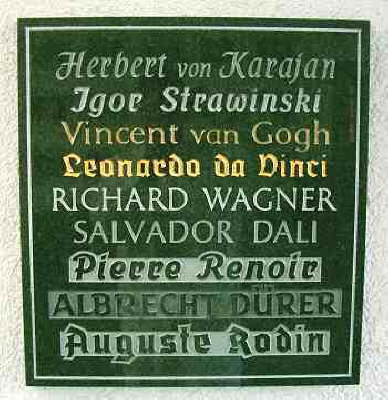 Herbert von Karajan
Igor Strawinski
Vincent van Gogh
Leonardo da Vinci
RICHARD WAGNER
SALVADOR DALI
Pierre Renoir
ALBRECHT DÜRER
Auguste Rodin